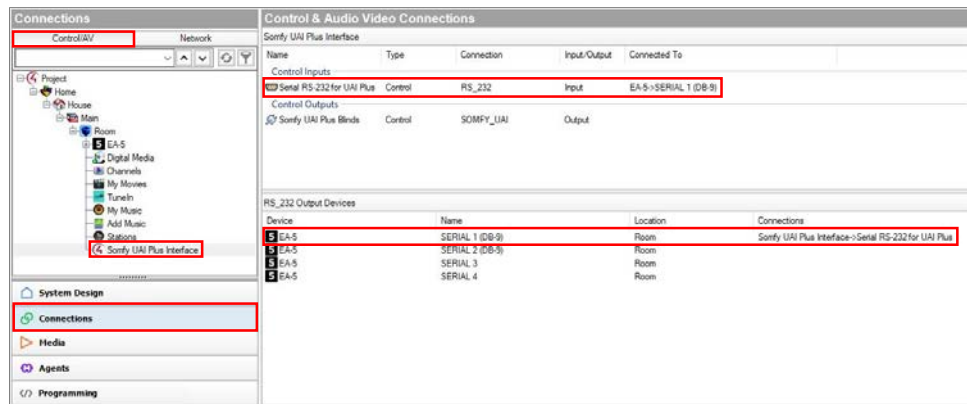 Connections
Control/AV Network
Project
Home
House
Main
Room
5 EA-5
Digital Media
Channels
My Movies
TuneIn
My Music
Add Music
Stations
Somfy UAI Plus Interface
System Design
Connections
Media
Agents
</> Programming
Control & Audio Video Connections
Somfy UAI Plus Interface
Name Type Connection Input/Output Connected To
Control Inputs
Serial RS-232 for UAI Plus Control RS_232 Input EA-5->SERIAL 1 (DB-9)
Control Outputs
Somfy UAI Plus Blinds Control SOMFY_UAI Output
RS_232 Output Devices
Device Name Location Connections
5 EA-5 SERIAL 1 (DB-9) Room Somfy UAI Plus Interface->Serial RS-232 for UAI Plus
5 EA-5 SERIAL 2 (DB-9) Room
5 EA-5 SERIAL 3 Room
5 EA-5 SERIAL 4 Room